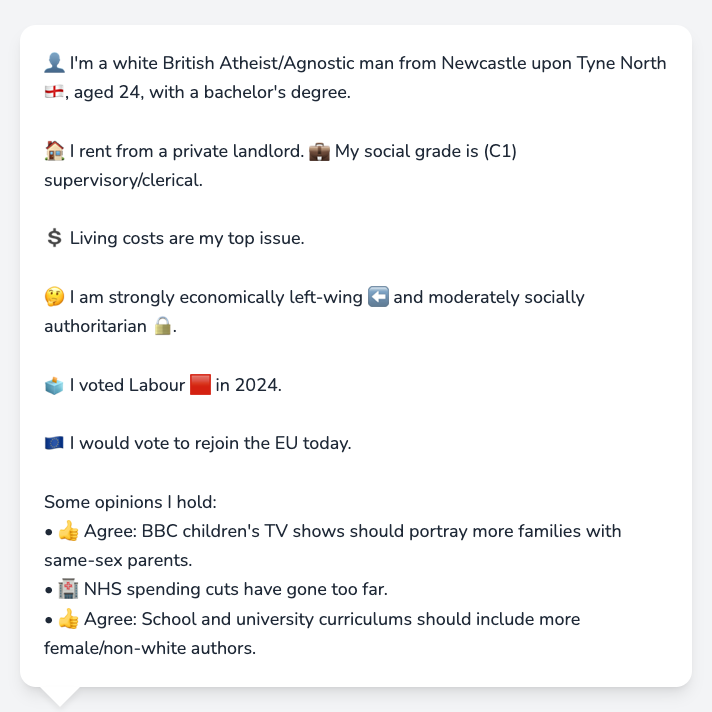 👤 I'm a white British Atheist/Agnostic man from Newcastle upon Tyne North
🏴󠁧󠁢󠁥󠁮󠁧󠁿, aged 24, with a bachelor's degree.
🏠 I rent from a private landlord. 💼 My social grade is (C1)
supervisory/clerical.
💲 Living costs are my top issue.
🤔 I am strongly economically left-wing ⬅️ and moderately socially
authoritarian 🔒.
🗳️ I voted Labour 🟥 in 2024.
🇪🇺 I would vote to rejoin the EU today.
Some opinions I hold:
• 👍 Agree: BBC children's TV shows should portray more families with
same-sex parents.
• 🏥 NHS spending cuts have gone too far.
• 👍 Agree: School and university curriculums should include more
female/non-white authors.